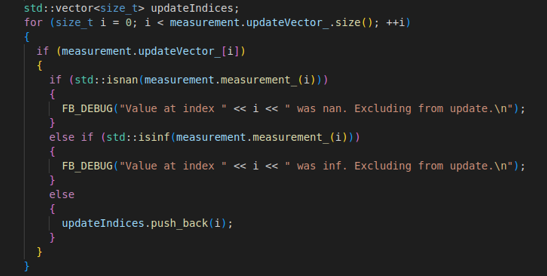 std::vector<size_t> updateIndices;
for (size_t i = 0; i < measurement.updateVector_.size(); ++i)
{
  if (measurement.updateVector_[i])
  {
    if (std::isnan(measurement.measurement_(i)))
    {
      FB_DEBUG("Value at index " << i << " was nan. Excluding from update.\n");
    }
    else if (std::isinf(measurement.measurement_(i)))
    {
      FB_DEBUG("Value at index " << i << " was inf. Excluding from update.\n");
    }
    else
    {
      updateIndices.push_back(i);
    }
  }
}